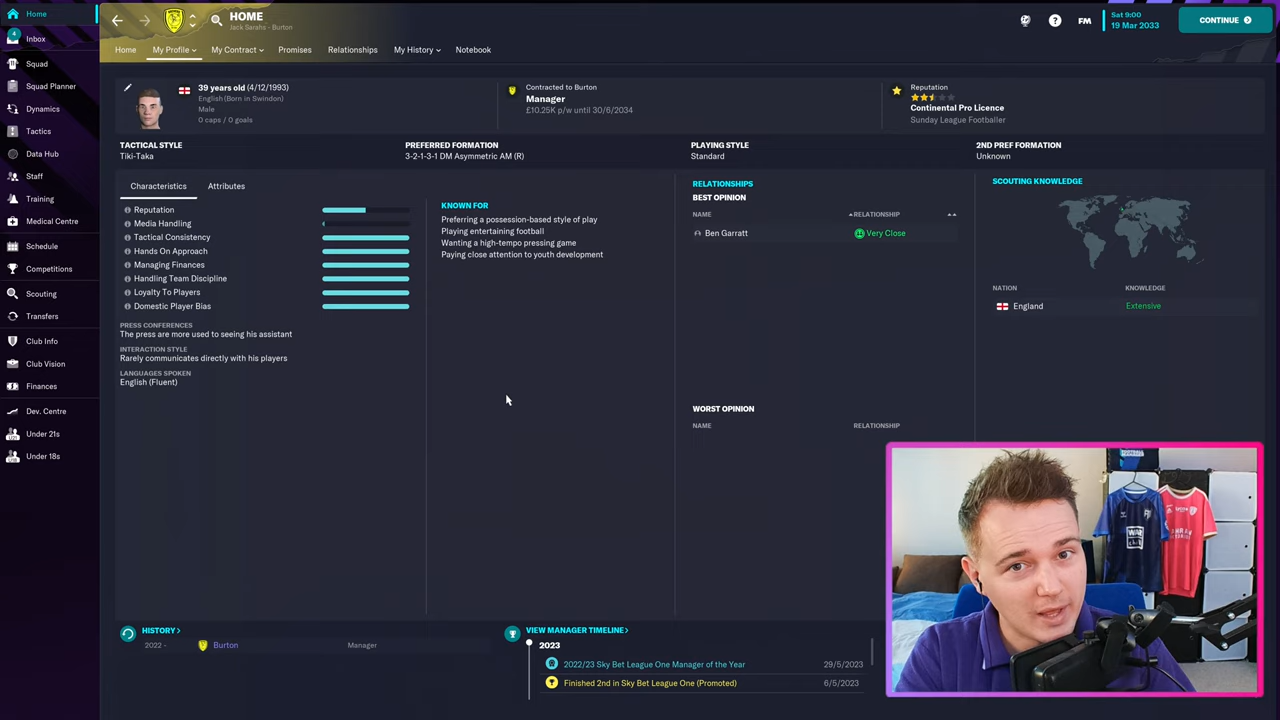 Home
4
Inbox
Squad
Squad Planner
Dynamics
Tactics
Data Hub
Staff
Training
Medical Centre
Schedule
Competitions
Scouting
Transfers
Club Info
Club Vision
Finances
Dev. Centre
Under 21s
Under 18s
HOME
Jack Sarahs - Burton
?
FM
Sat 9:00
19 Mar 2033
CONTINUE
Home
My Profile
My Contract
Promises
Relationships
My History
Notebook
39 years old (4/12/1993)
English (Born in Swindon)
Male
0 caps / 0 goals
Contracted to Burton
Manager
£10.25K p/w until 30/6/2034
Reputation
Continental Pro Licence
Sunday League Footballer
TACTICAL STYLE
Tiki-Taka
PREFERRED FORMATION
3-2-1-3-1 DM Asymmetric AM (R)
PLAYING STYLE
Standard
2ND PREF FORMATION
Unknown
Characteristics
Attributes
Reputation
Media Handling
Tactical Consistency
Hands On Approach
Managing Finances
Handling Team Discipline
Loyalty To Players
Domestic Player Bias
PRESS CONFERENCES
The press are more used to seeing his assistant
INTERACTION STYLE
Rarely communicates directly with his players
LANGUAGES SPOKEN
English (Fluent)
KNOWN FOR
Preferring a possession-based style of play
Playing entertaining football
Wanting a high-tempo pressing game
Paying close attention to youth development
RELATIONSHIPS
BEST OPINION
NAME
RELATIONSHIP
Ben Garratt
Very Close
WORST OPINION
NAME
RELATIONSHIP
SCOUTING KNOWLEDGE
NATION
KNOWLEDGE
England
Extensive
HISTORY>
2022 -
Burton
Manager
VIEW MANAGER TIMELINE>
2023
2022/23 Sky Bet League One Manager of the Year
29/5/2023
Finished 2nd in Sky Bet League One (Promoted)
6/5/2023